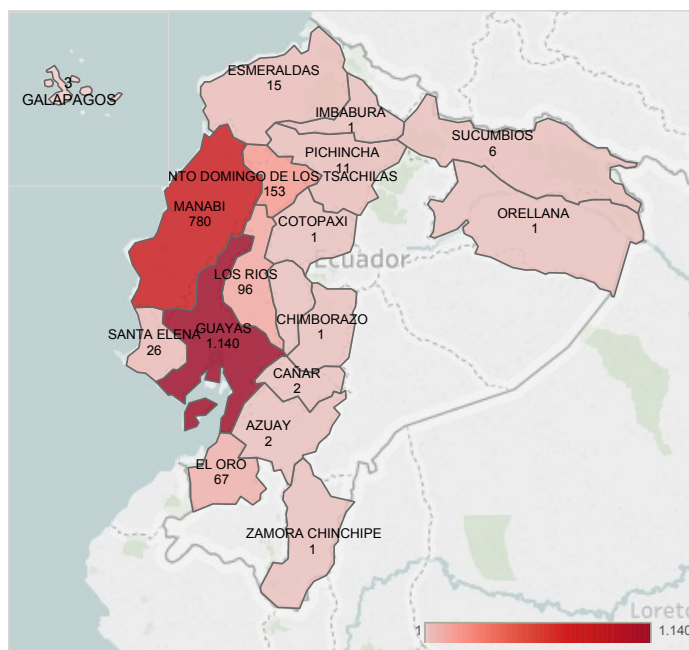 3
GALAPAGOS
ESMERALDAS
15
IMBABURA
1
SUCUMBIOS
6
PICHINCHA
11
NTO DOMINGO DE LOS TSACHILAS
153
MANABI
780
ORELLANA
1
COTOPAXI
1
Ecuador
LOS RIOS
96
SANTA ELENA
26
GUAYAS
1.140
CHIMBORAZO
1
CAÑAR
2
AZUAY
2
EL ORO
67
ZAMORA CHINCHIPE
1
Loreto
1
1.140